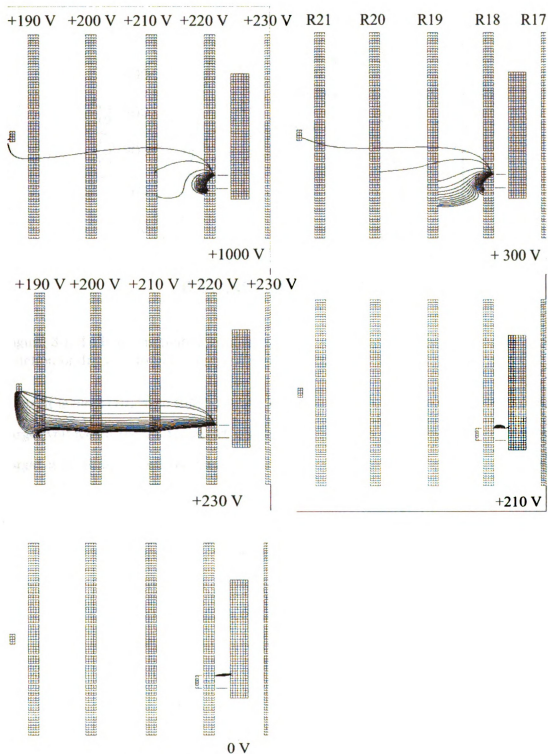 +190 V +200 V +210 V +220 V +230 V
R21 R20 R19 R18 R17
+1000 V
+ 300 V
+190 V +200 V +210 V +220 V +230 V
+230 V
+210 V
0 V